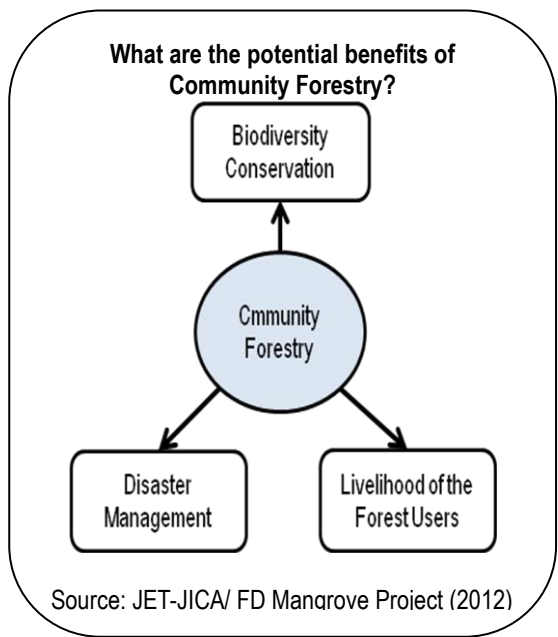 What are the potential benefits of
Community Forestry?
Biodiversity
Conservation
Cmmunity
Forestry
Disaster
Management
Livelihood of the
Forest Users
Source: JET-JICA/ FD Mangrove Project (2012)